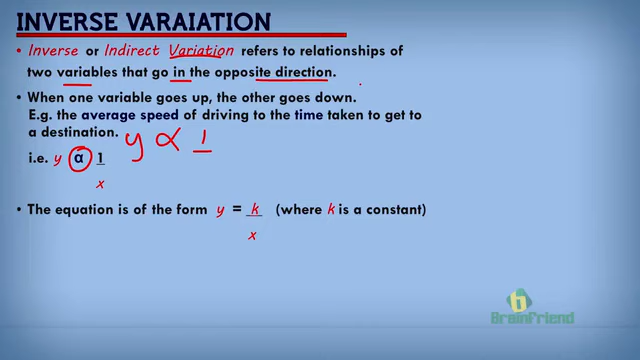 INVERSE VARAIATION
• Inverse or Indirect Variation refers to relationships of
two variables that go in the opposite direction.
• When one variable goes up, the other goes down.
E.g. the average speed of driving to the time taken to get to
a destination.
y ∝ 1
i.e. y α 1
x
• The equation is of the form y = k (where k is a constant)
x
b
Brainfriend